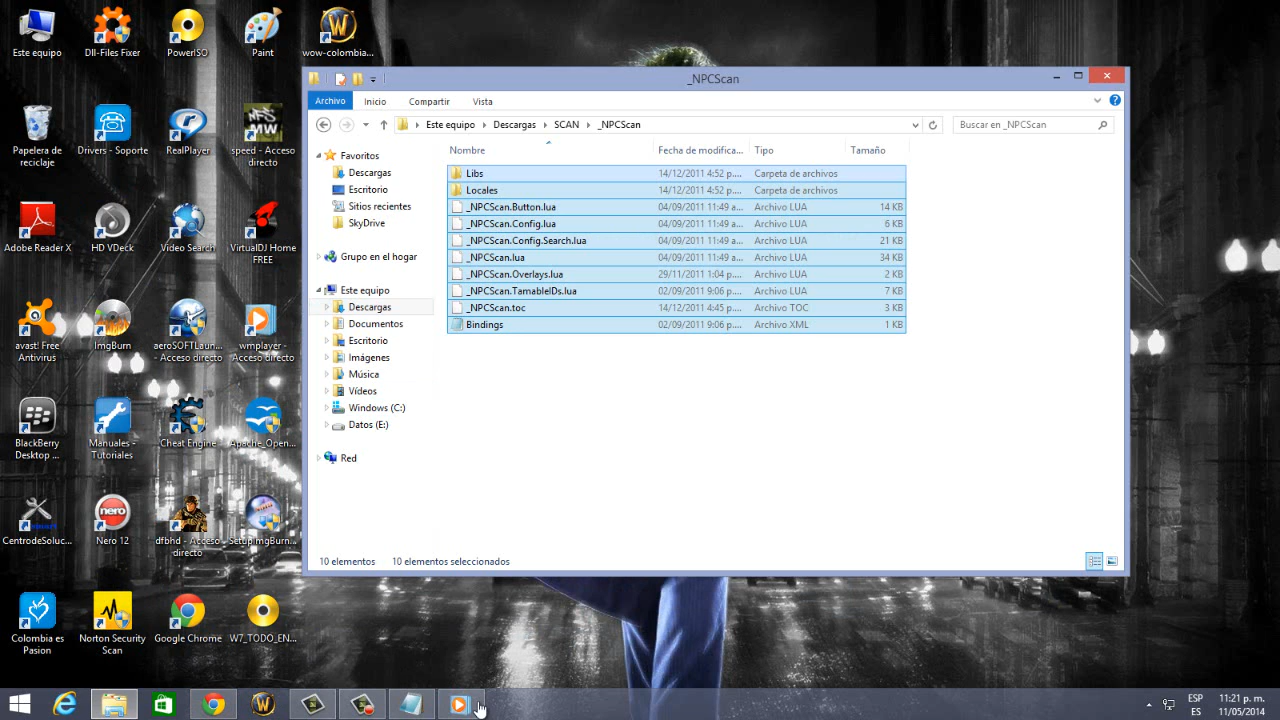 Este equipo
Dll-Files Fixer
PowerISO
Paint
wow-colombia...
Papelera de
reciclaje
Drivers - Soporte
RealPlayer
speed - Acceso
directo
Adobe Reader X
HD VDeck
Video Search
VirtualDJ Home
FREE
avast! Free
Antivirus
ImgBurn
aeroSOFTLaun...
- Acceso directo
wmplayer -
Acceso directo
BlackBerry
Desktop ...
Manuales -
Tutoriales
Cheat Engine
Apache_Open...
CentrodeSoluc...
Nero 12
dfbhd - Acceso
directo
SetupImgBurn...
Colombia es
Pasion
Norton Security
Scan
Google Chrome
W7_TODO_EN...
_NPCScan
Archivo Inicio Compartir Vista
Este equipo Descargas SCAN _NPCScan
Buscar en _NPCScan
Favoritos
Descargas
Escritorio
Sitios recientes
SkyDrive
Grupo en el hogar
Este equipo
Descargas
Documentos
Escritorio
Imágenes
Música
Vídeos
Windows (C:)
Datos (E:)
Red
Nombre Fecha de modifica... Tipo Tamaño
Libs 14/12/2011 4:52 p.... Carpeta de archivos
Locales 14/12/2011 4:52 p.... Carpeta de archivos
_NPCScan.Button.lua 04/09/2011 11:49 a... Archivo LUA 14 KB
_NPCScan.Config.lua 04/09/2011 11:49 a... Archivo LUA 6 KB
_NPCScan.Config.Search.lua 04/09/2011 11:49 a... Archivo LUA 21 KB
_NPCScan.lua 04/09/2011 11:49 a... Archivo LUA 34 KB
_NPCScan.Overlays.lua 29/11/2011 1:04 p.... Archivo LUA 2 KB
_NPCScan.TamableIDs.lua 02/09/2011 9:06 p.... Archivo LUA 7 KB
_NPCScan.toc 14/12/2011 4:45 p.... Archivo TOC 3 KB
Bindings 02/09/2011 9:06 p.... Archivo XML 1 KB
10 elementos 10 elementos seleccionados
ESP
ES
11:21 p. m.
11/05/2014